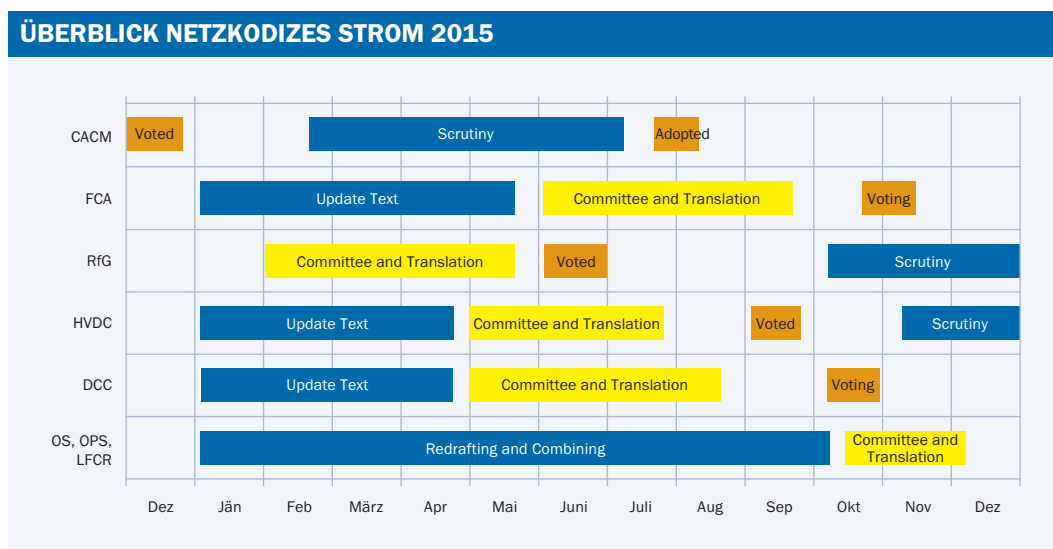 ÜBERBLICK NETZKODIZES STROM 2015
CACM
Voted
Scrutiny
Adopted
FCA
Update Text
Committee and Translation
Voting
RfG
Committee and Translation
Voted
Scrutiny
HVDC
Update Text
Committee and Translation
Voted
Scrutiny
DCC
Update Text
Committee and Translation
Voting
OS, OPS,
LFCR
Redrafting and Combining
Committee and
Translation
Dez Jän Feb März Apr Mai Juni Juli Aug Sep Okt Nov Dez